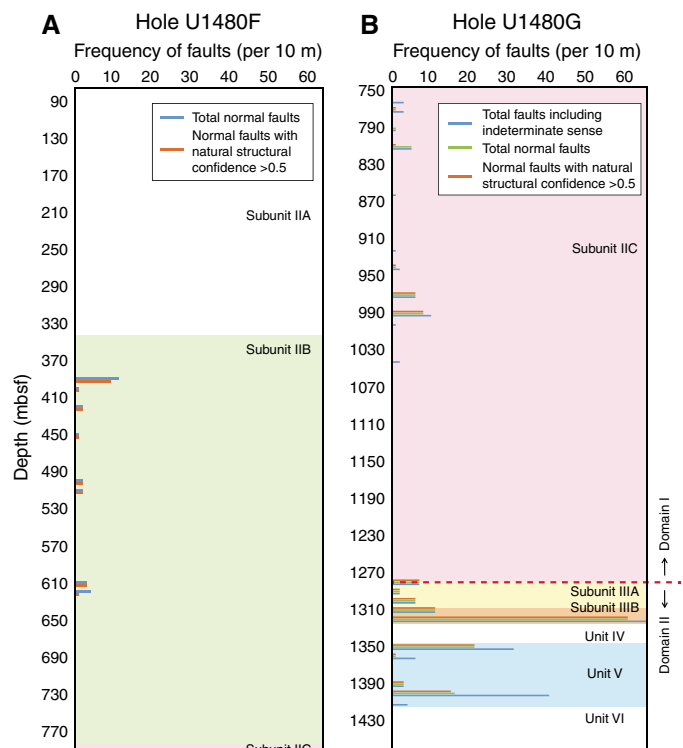 A Hole U1480F
Frequency of faults (per 10 m)
0 10 20 30 40 50 60
Depth (mbsf)
90
130
170
210
250
290
330
370
410
450
490
530
570
610
650
690
730
770
Total normal faults
Normal faults with
natural structural
confidence >0.5
Subunit IIA
Subunit IIB
Subunit IIC
B Hole U1480G
Frequency of faults (per 10 m)
0 10 20 30 40 50 60
750
790
830
870
910
950
990
1030
1070
1110
1150
1190
1230
1270
1310
1350
1390
1430
Total faults including
indeterminate sense
Total normal faults
Normal faults with natural
structural confidence >0.5
Subunit IIC
Subunit IIIA
Subunit IIIB
Unit IV
Unit V
Unit VI
Domain II ← → Domain I